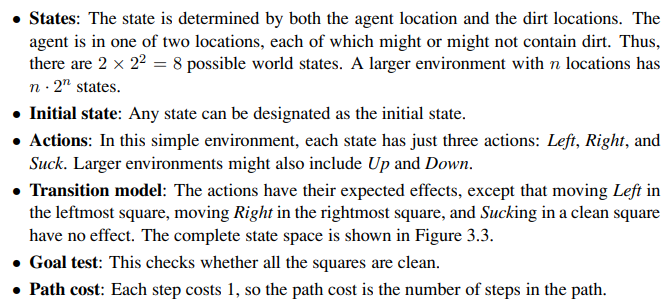 • States: The state is determined by both the agent location and the dirt locations. The
agent is in one of two locations, each of which might or might not contain dirt. Thus,
there are 2 × 2² = 8 possible world states. A larger environment with n locations has
n · 2ⁿ states.
• Initial state: Any state can be designated as the initial state.
• Actions: In this simple environment, each state has just three actions: Left, Right, and
Suck. Larger environments might also include Up and Down.
• Transition model: The actions have their expected effects, except that moving Left in
the leftmost square, moving Right in the rightmost square, and Sucking in a clean square
have no effect. The complete state space is shown in Figure 3.3.
• Goal test: This checks whether all the squares are clean.
• Path cost: Each step costs 1, so the path cost is the number of steps in the path.